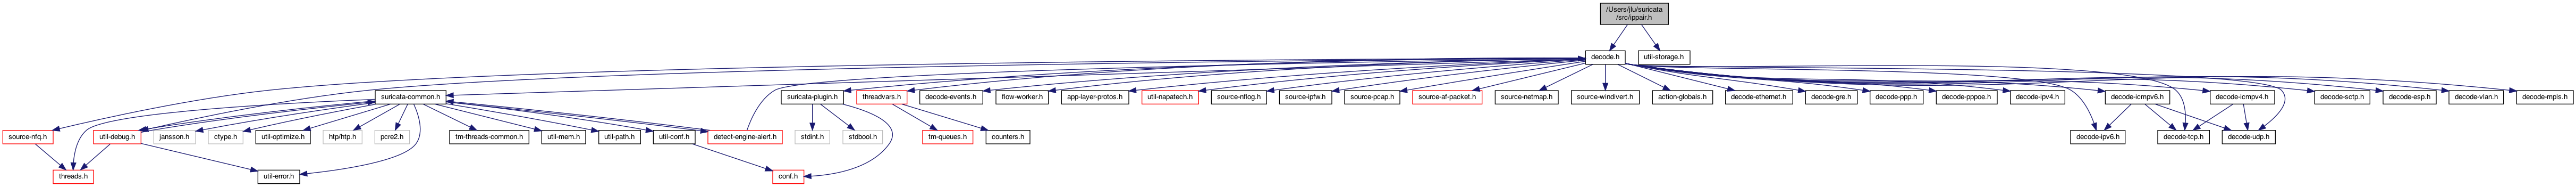 /Users/jlu/suricata
/src/ippair.h
decode.h
util-storage.h
suricata-common.h
suricata-plugin.h
threadvars.h
decode-events.h
flow-worker.h
app-layer-protos.h
util-napatech.h
source-nflog.h
source-ipfw.h
source-pcap.h
source-af-packet.h
source-netmap.h
source-windivert.h
action-globals.h
decode-ethernet.h
decode-gre.h
decode-ppp.h
decode-pppoe.h
decode-ipv4.h
decode-icmpv6.h
decode-icmpv4.h
decode-sctp.h
decode-esp.h
decode-vlan.h
decode-mpls.h
source-nfq.h
util-debug.h
jansson.h
ctype.h
util-optimize.h
htp/htp.h
pcre2.h
tm-threads-common.h
util-mem.h
util-path.h
util-conf.h
detect-engine-alert.h
stdint.h
stdbool.h
tm-queues.h
counters.h
decode-ipv6.h
decode-tcp.h
decode-udp.h
threads.h
util-error.h
conf.h